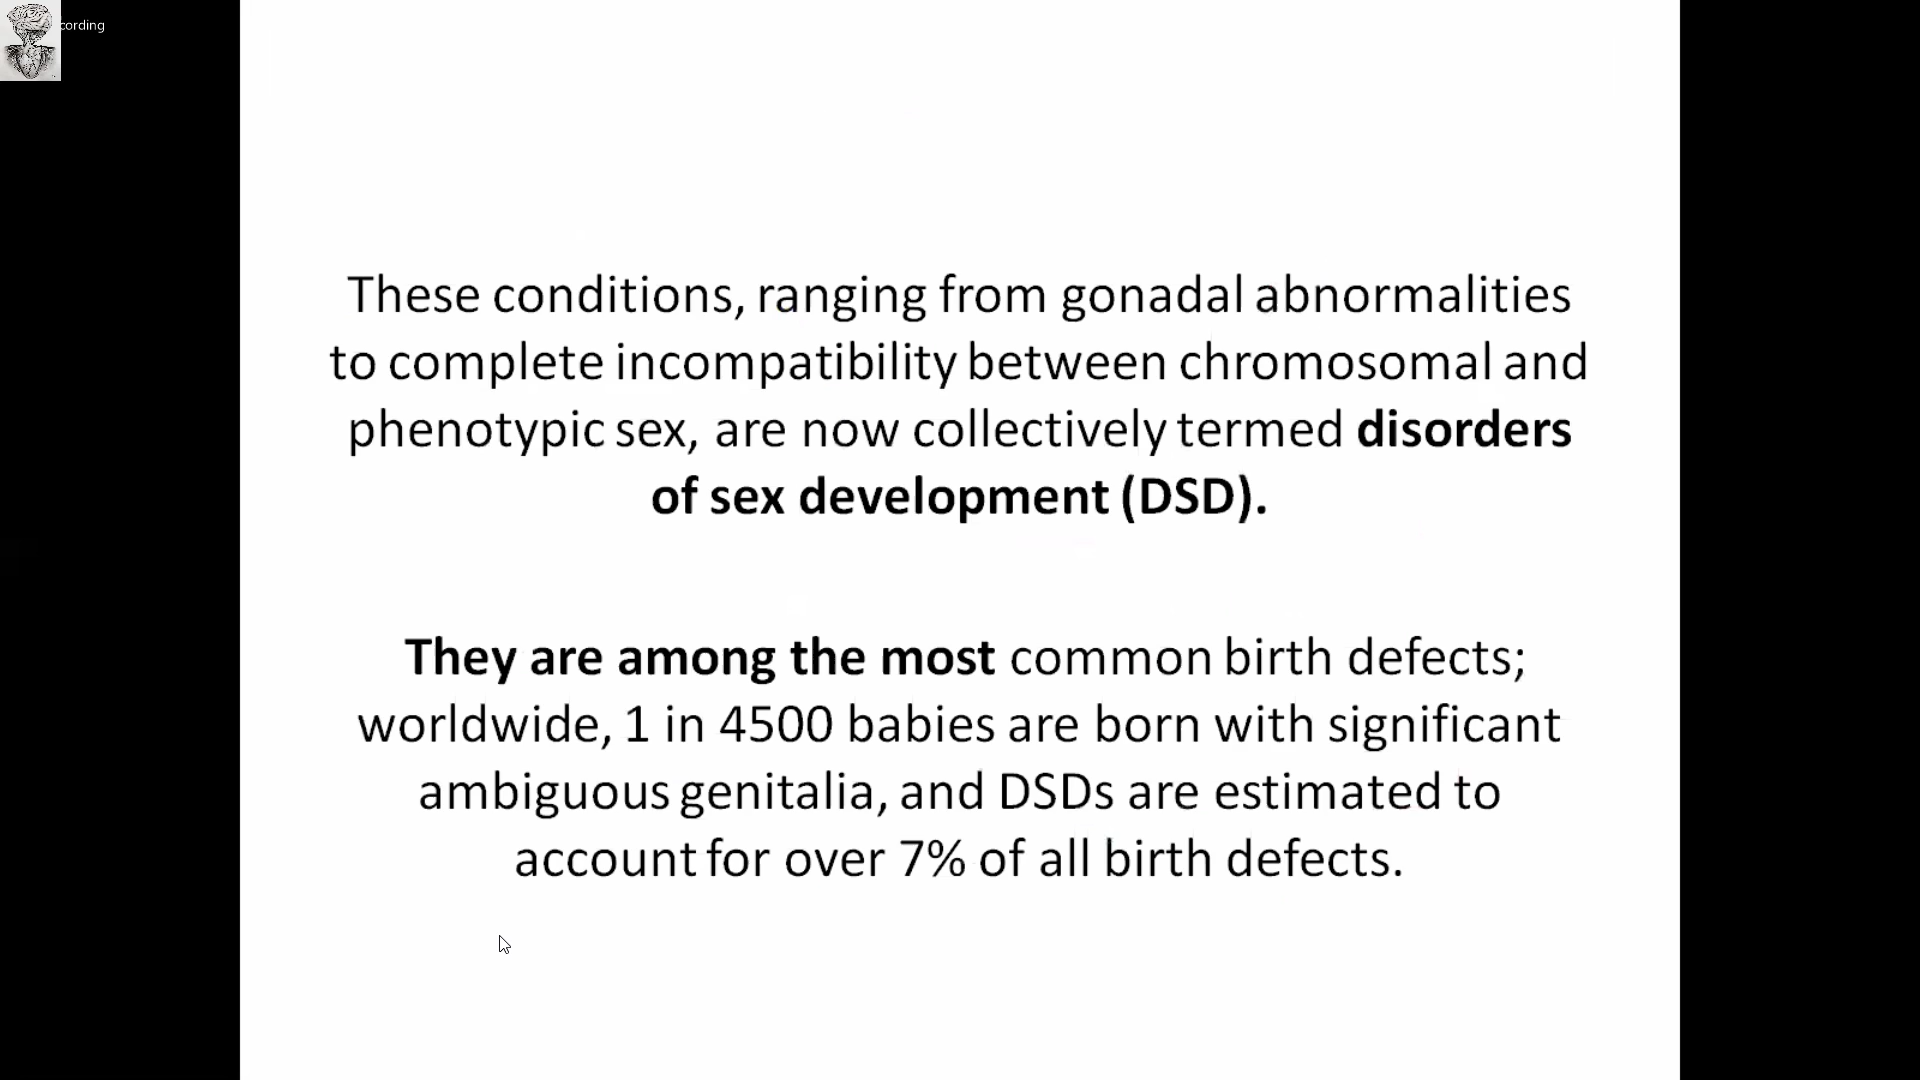 cording
These conditions, ranging from gonadal abnormalities
to complete incompatibility between chromosomal and
phenotypic sex, are now collectively termed disorders
of sex development (DSD).
They are among the most common birth defects;
worldwide, 1 in 4500 babies are born with significant
ambiguous genitalia, and DSDs are estimated to
account for over 7% of all birth defects.